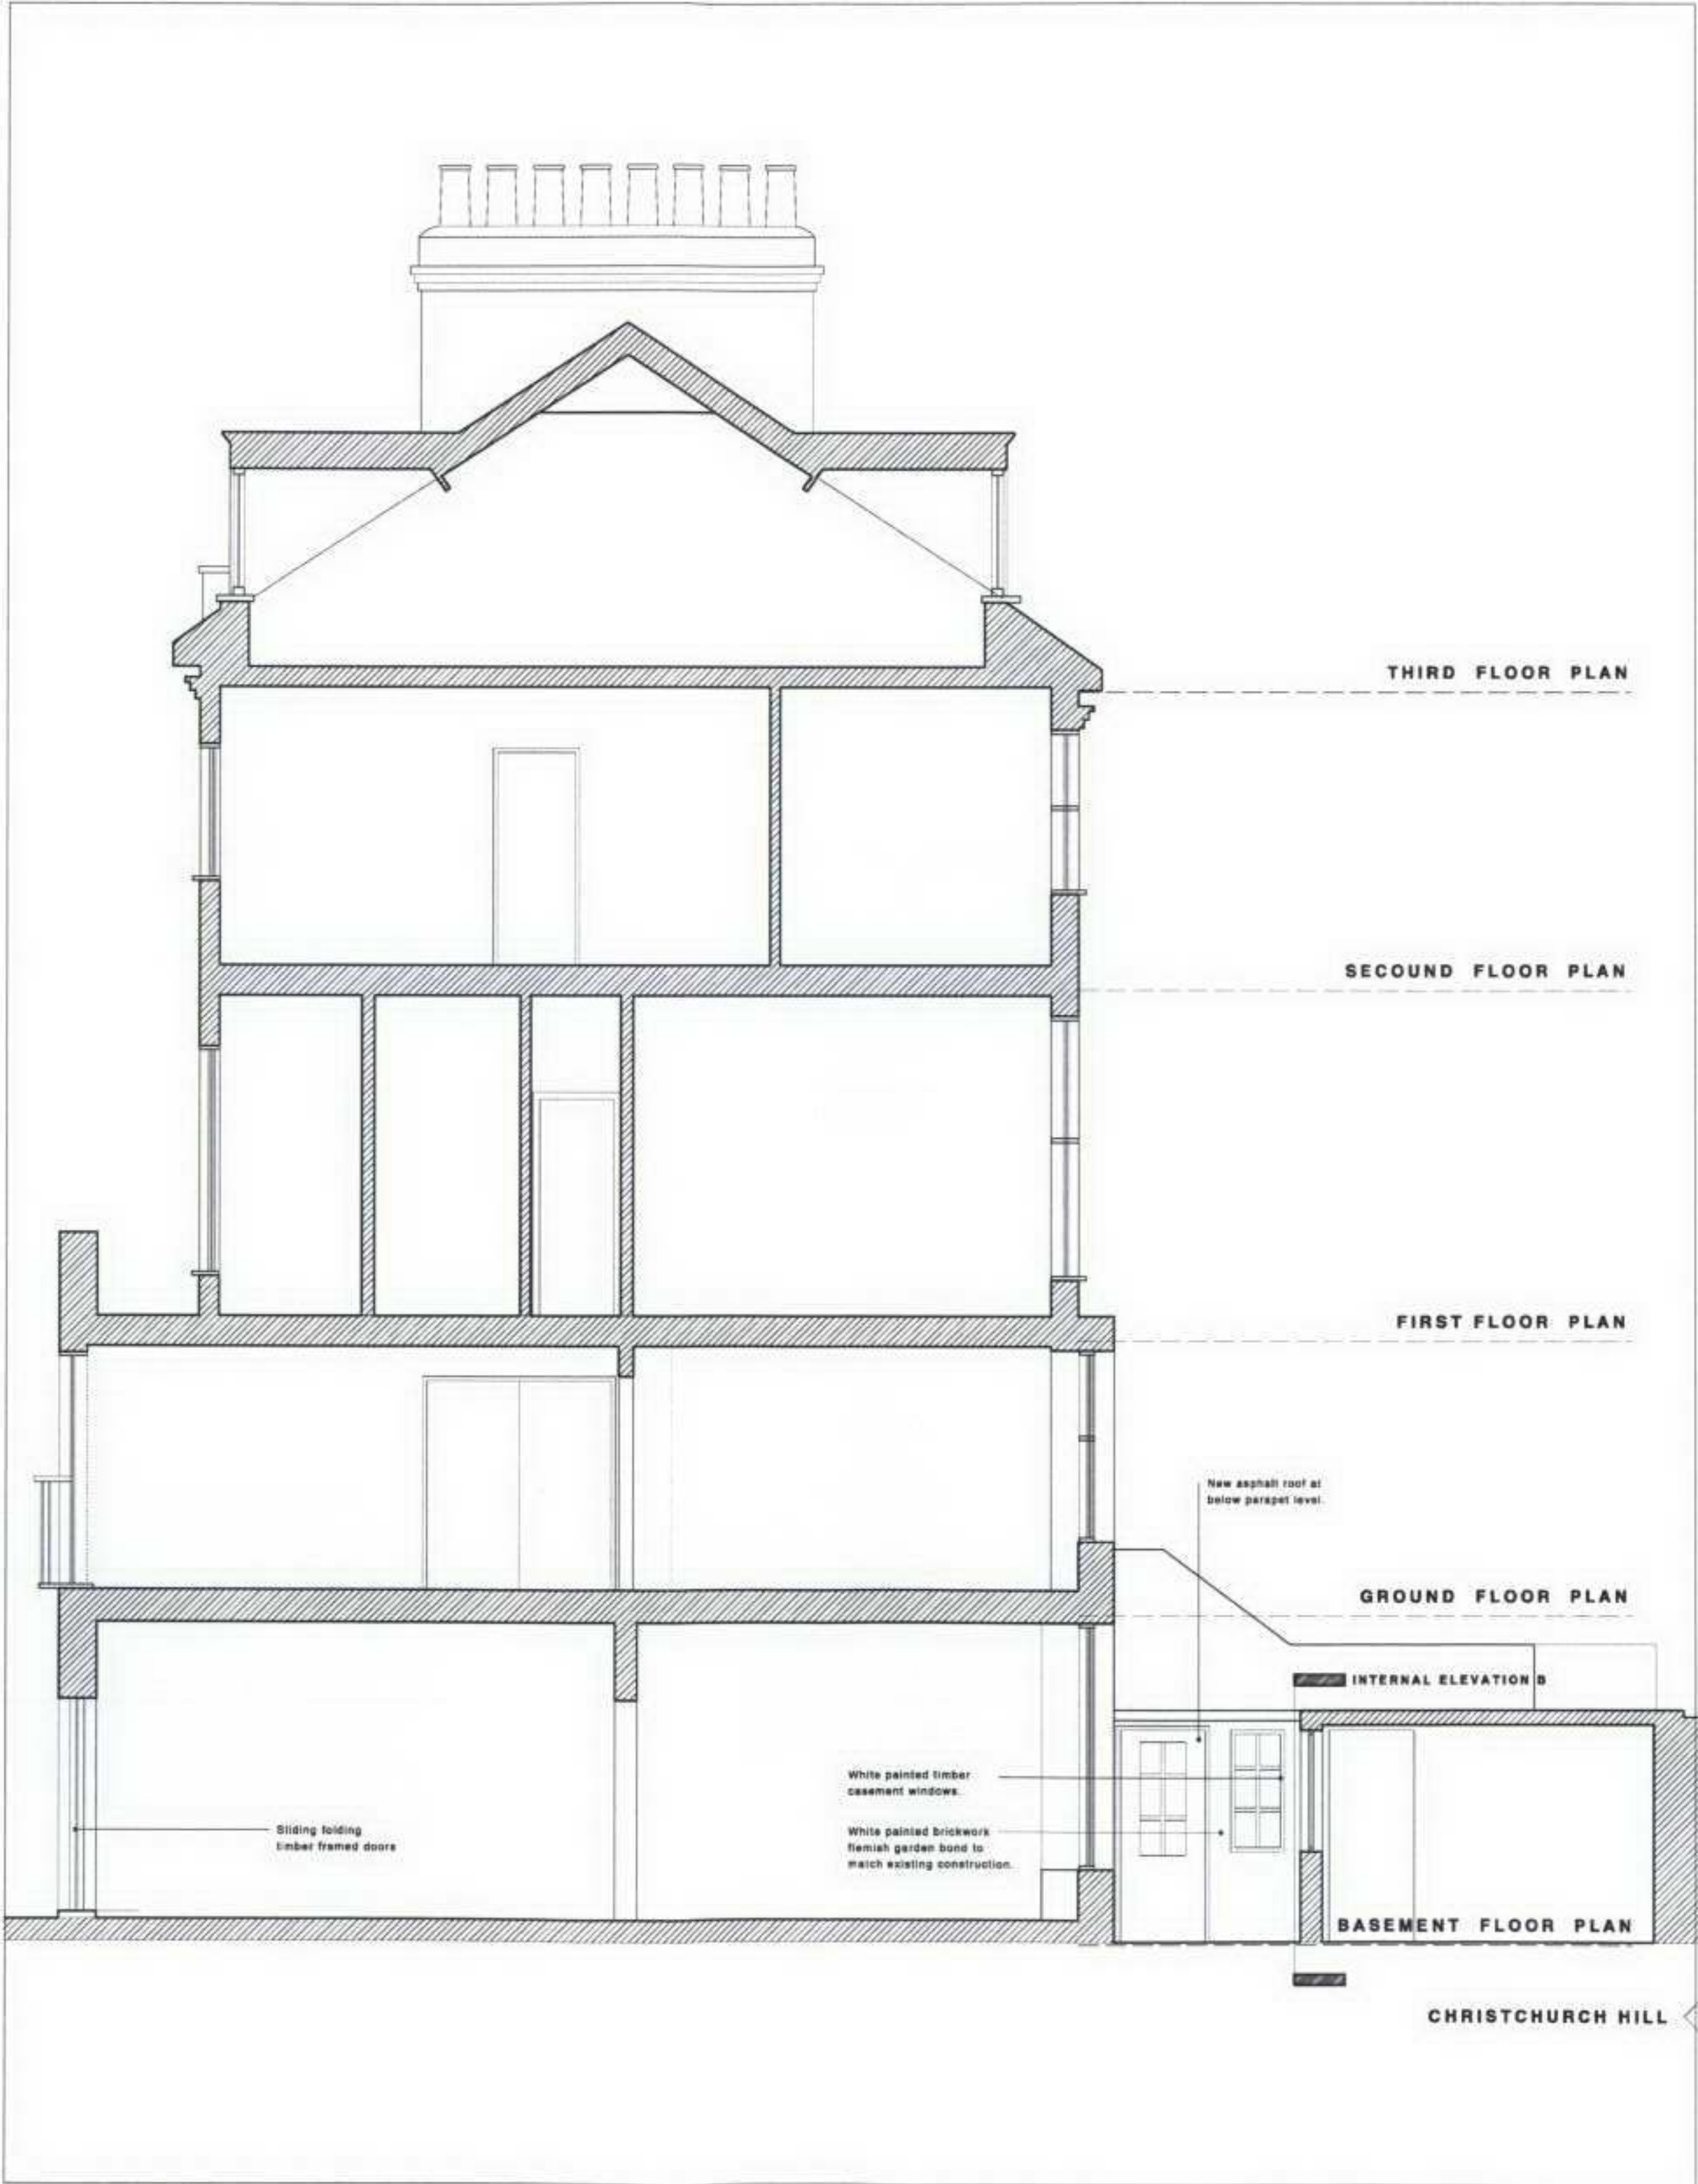 THIRD FLOOR PLAN
SECOUND FLOOR PLAN
FIRST FLOOR PLAN
New asphalt roof at
below parapet level.
GROUND FLOOR PLAN
INTERNAL ELEVATION B
White painted timber
casement windows.
Sliding folding
timber framed doors
White painted brickwork
flemish garden bond to
match existing construction.
BASEMENT FLOOR PLAN
CHRISTCHURCH HILL